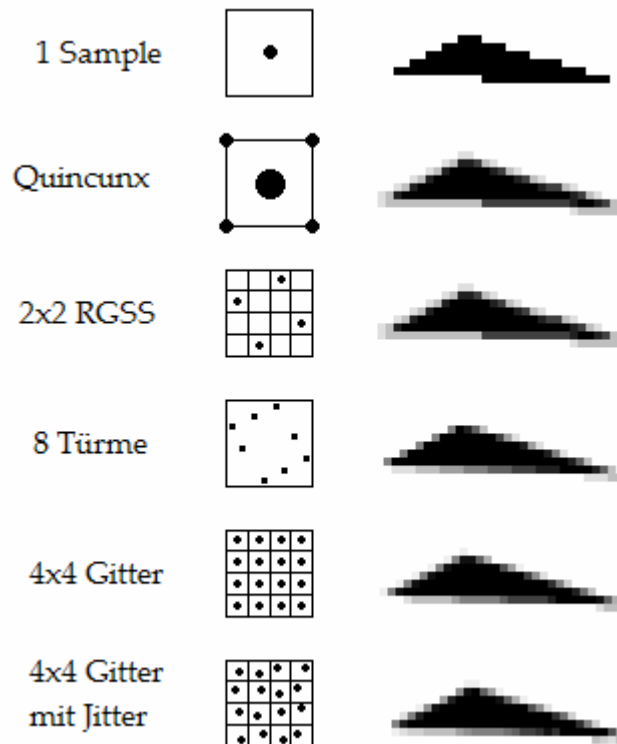 1 Sample
Quincunx
2x2 RGSS
8 Türme
4x4 Gitter
4x4 Gitter
mit Jitter